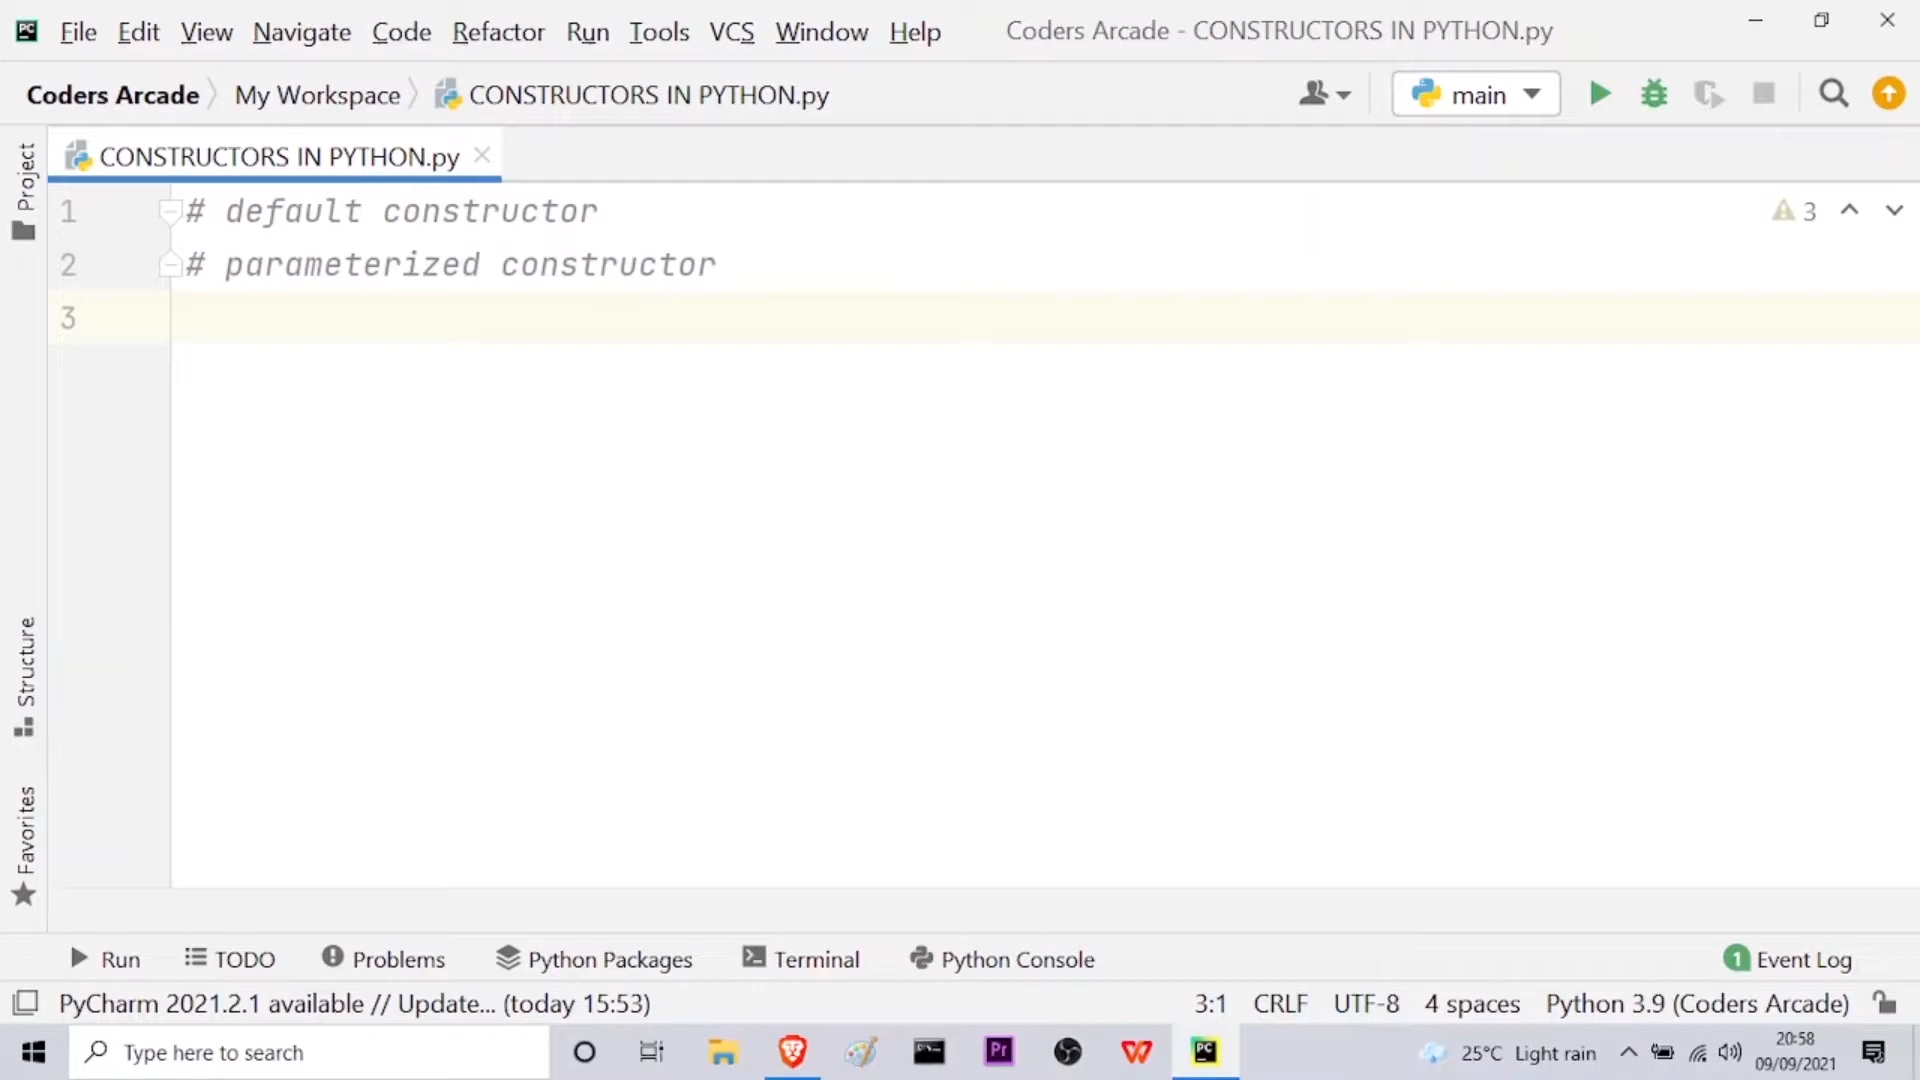 File Edit View Navigate Code Refactor Run Tools VCS Window Help Coders Arcade - CONSTRUCTORS IN PYTHON.py
Coders Arcade My Workspace CONSTRUCTORS IN PYTHON.py main
CONSTRUCTORS IN PYTHON.py
Project
1 # default constructor 3
2 # parameterized constructor
3
Structure
Favorites
Run TODO Problems Python Packages Terminal Python Console 1 Event Log
PyCharm 2021.2.1 available // Update... (today 15:53) 3:1 CRLF UTF-8 4 spaces Python 3.9 (Coders Arcade)
Type here to search Pr PC 25°C Light rain 20:58
09/09/2021